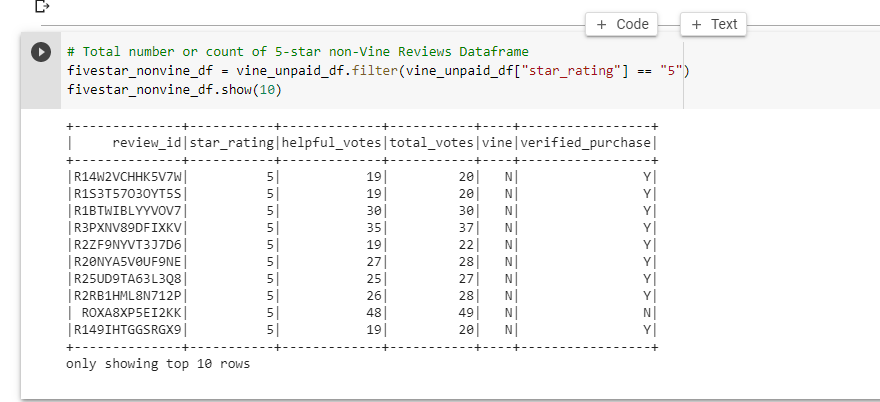 + Code + Text
# Total number or count of 5-star non-Vine Reviews Dataframe
fivestar_nonvine_df = vine_unpaid_df.filter(vine_unpaid_df["star_rating"] == "5")
fivestar_nonvine_df.show(10)
+--------------+-----------+-------------+-----------+----+-----------------+
|     review_id|star_rating|helpful_votes|total_votes|vine|verified_purchase|
+--------------+-----------+-------------+-----------+----+-----------------+
|R14W2VCHHK5V7W|          5|           19|         20|   N|                Y|
|R1S3T57O3OYT5S|          5|           19|         20|   N|                Y|
|R1BTWIBLYYVOV7|          5|           30|         30|   N|                Y|
|R3PXNV89DFIXKV|          5|           35|         37|   N|                Y|
|R2ZF9NYVT3J7D6|          5|           19|         22|   N|                Y|
|R20NYA5V0UF9NE|          5|           27|         28|   N|                Y|
|R25UD9TA63L3Q8|          5|           25|         27|   N|                Y|
|R2RB1HML8N712P|          5|           26|         28|   N|                Y|
| ROXA8XP5EI2KK|          5|           48|         49|   N|                N|
|R149IHTGGSRGX9|          5|           19|         20|   N|                Y|
+--------------+-----------+-------------+-----------+----+-----------------+
only showing top 10 rows